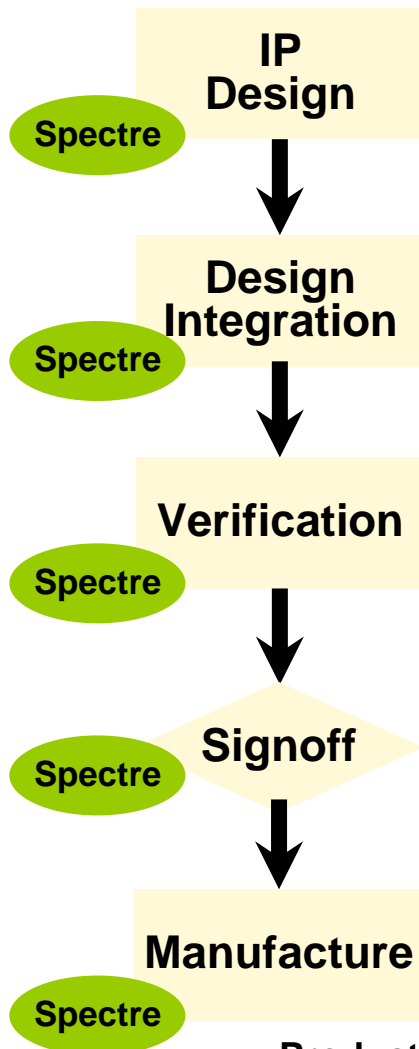 IP
Design
Spectre
Design
Integration
Spectre
Verification
Spectre
Signoff
Spectre
Manufacture
Spectre